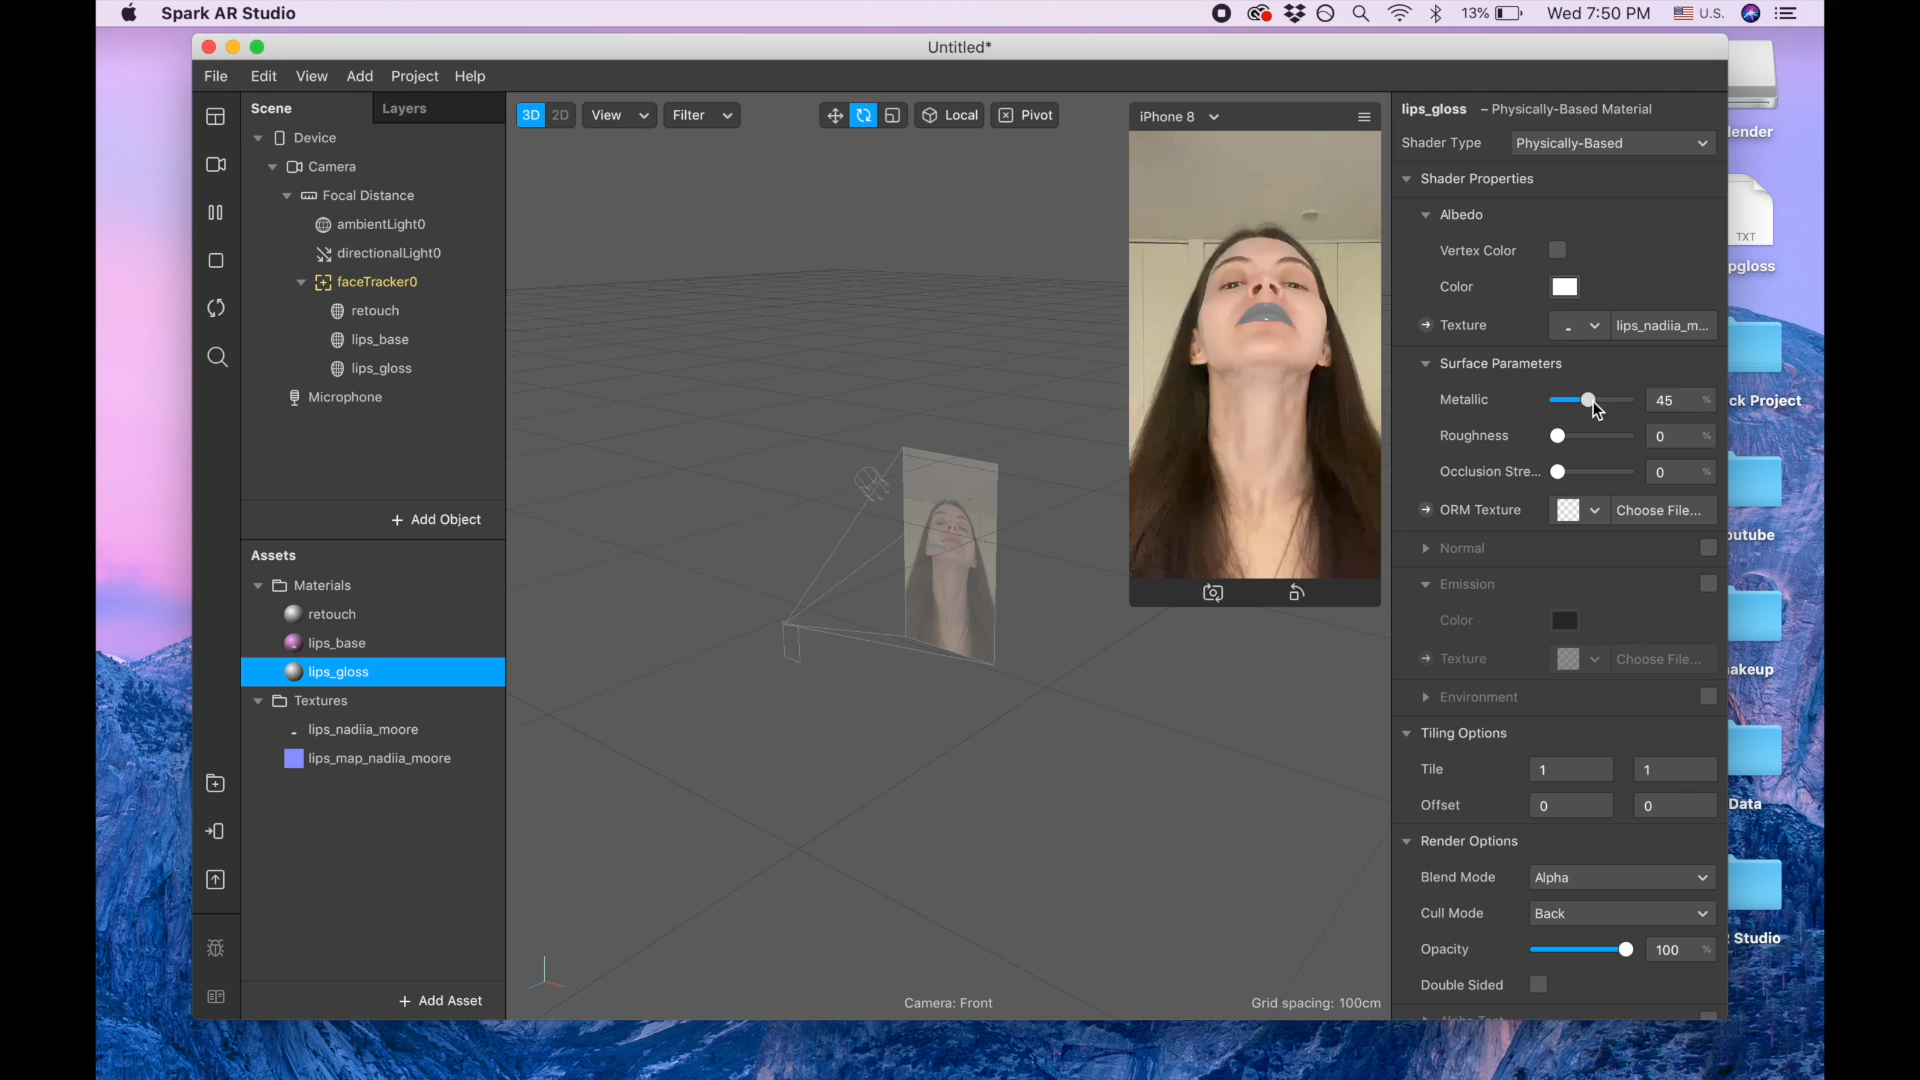 Spark AR Studio
13%
Wed 7:50 PM
U.S.
Untitled*
File Edit View Add Project Help
Scene
Layers
Device
Camera
Focal Distance
ambientLight0
directionalLight0
faceTracker0
retouch
lips_base
lips_gloss
Microphone
+ Add Object
Assets
Materials
retouch
lips_base
lips_gloss
Textures
lips_nadiia_moore
lips_map_nadiia_moore
+ Add Asset
3D 2D View Filter Local Pivot
iPhone 8
Camera: Front
Grid spacing: 100cm
lips_gloss – Physically-Based Material
Shader Type Physically-Based
Shader Properties
Albedo
Vertex Color
Color
Texture lips_nadiia_m...
Surface Parameters
Metallic 45 %
Roughness 0 %
Occlusion Stre... 0 %
ORM Texture Choose File...
Normal
Emission
Color
Texture Choose File...
Environment
Tiling Options
Tile 1 1
Offset 0 0
Render Options
Blend Mode Alpha
Cull Mode Back
Opacity 100 %
Double Sided
Alpha Test
lender
TXT
pgloss
ck Project
outube
akeup
Data
Studio